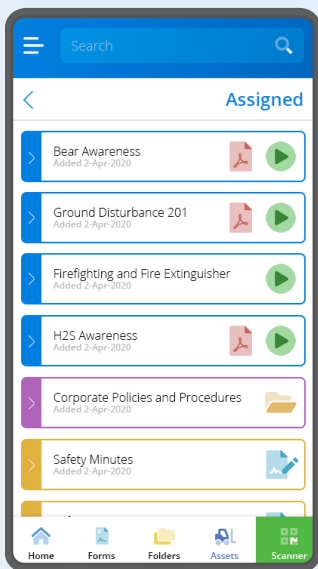 Search
Assigned
Bear Awareness
Added 2-Apr-2020
Ground Disturbance 201
Added 2-Apr-2020
Firefighting and Fire Extinguisher
Added 2-Apr-2020
H2S Awareness
Added 2-Apr-2020
Corporate Policies and Procedures
Added 2-Apr-2020
Safety Minutes
Added 2-Apr-2020
Home Forms Folders Assets Scanner